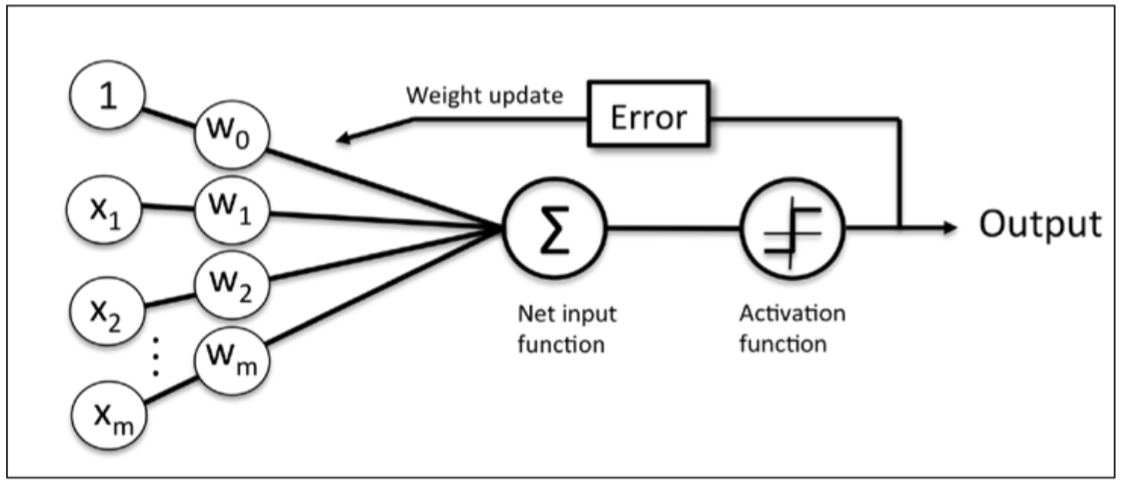 1
w0
Weight update
Error
x1
w1
Σ
Output
x2
w2
⋮
xm
wm
Net input
function
Activation
function